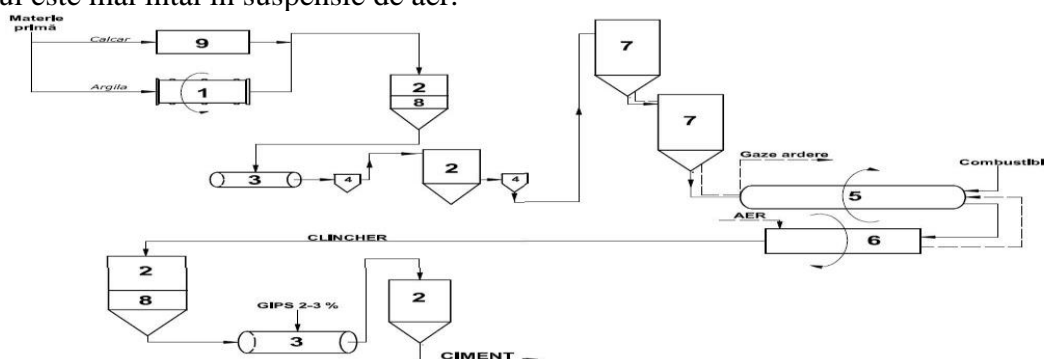 ul este mai întâi în suspensie de aer.
Materie
primă
Calcar
9
Argila
1
2
8
3
4
2
4
7
7
Gaze ardere
Combustibi
5
AER
6
CLINCHER
2
8
GIPS 2-3 %
3
2
CIMENT